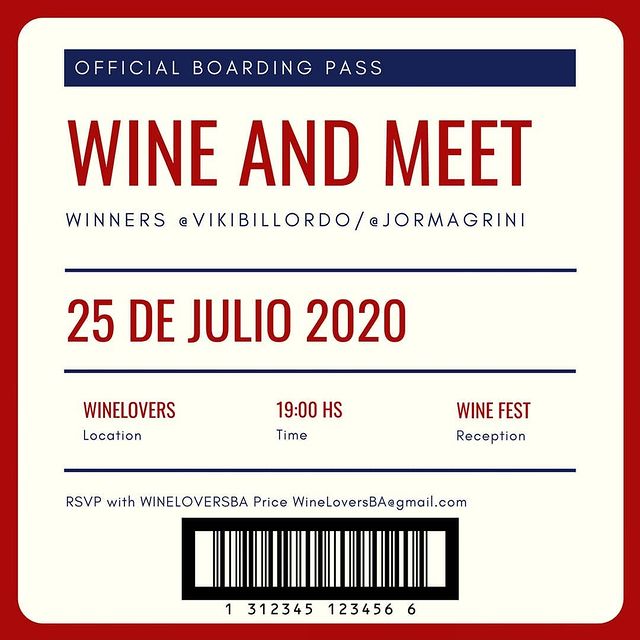 OFFICIAL BOARDING PASS
WINE AND MEET
WINNERS @VIKIBILLORDO/@JORMAGRINI
25 DE JULIO 2020
WINELOVERS 19:00 HS WINE FEST
Location Time Reception
RSVP with WINELOVERSBA Price WineLoversBA@gmail.com
1 312345 123456 6